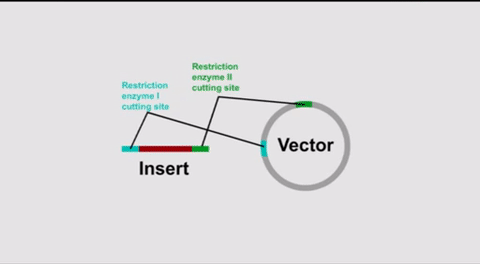 Restriction
enzyme I
cutting site
Restriction
enzyme II
cutting site
Insert
Vector